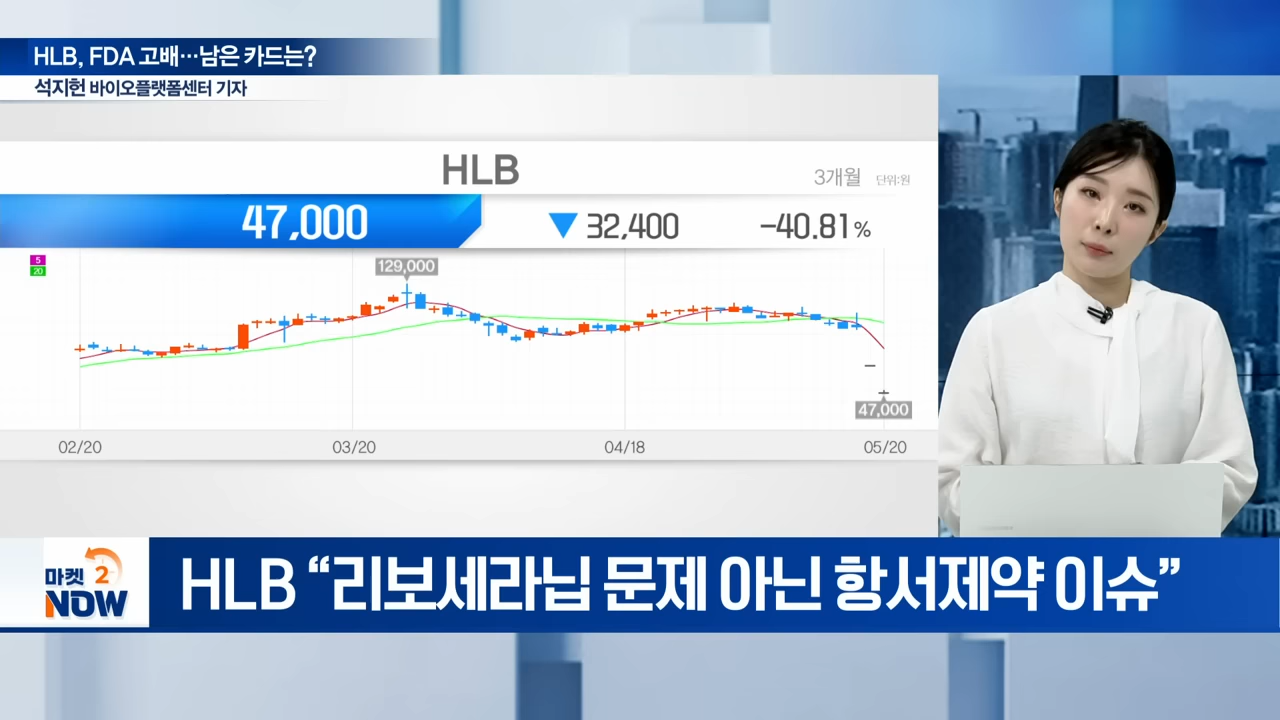 HLB, FDA 고배…남은 카드는?
석지헌 바이오플랫폼센터 기자
HLB
3개월 단위:원
47,000 ▼ 32,400 -40.81%
5
20
129,000
47,000
02/20 03/20 04/18 05/20
마켓 2
NOW
HLB “리보세라닙 문제 아닌 항서제약 이슈”